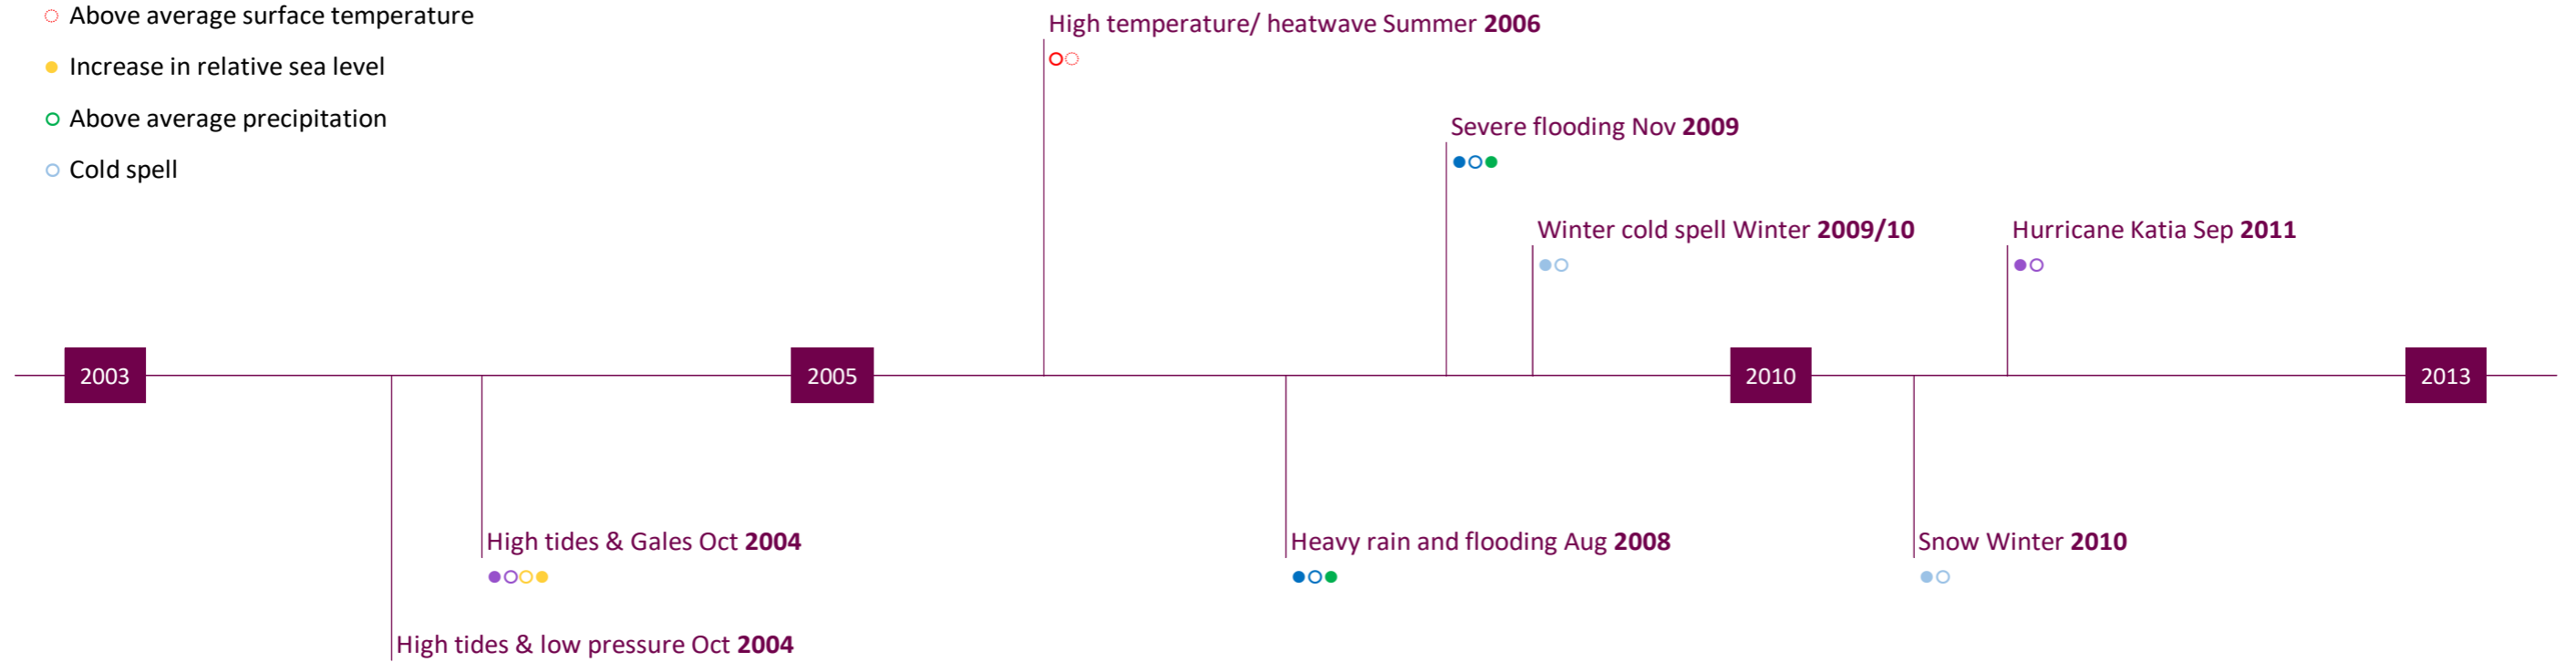 Above average surface temperature
Increase in relative sea level
Above average precipitation
Cold spell
High temperature/ heatwave Summer 2006
Severe flooding Nov 2009
Winter cold spell Winter 2009/10
Hurricane Katia Sep 2011
2003
2005
2010
2013
High tides & Gales Oct 2004
Heavy rain and flooding Aug 2008
Snow Winter 2010
High tides & low pressure Oct 2004